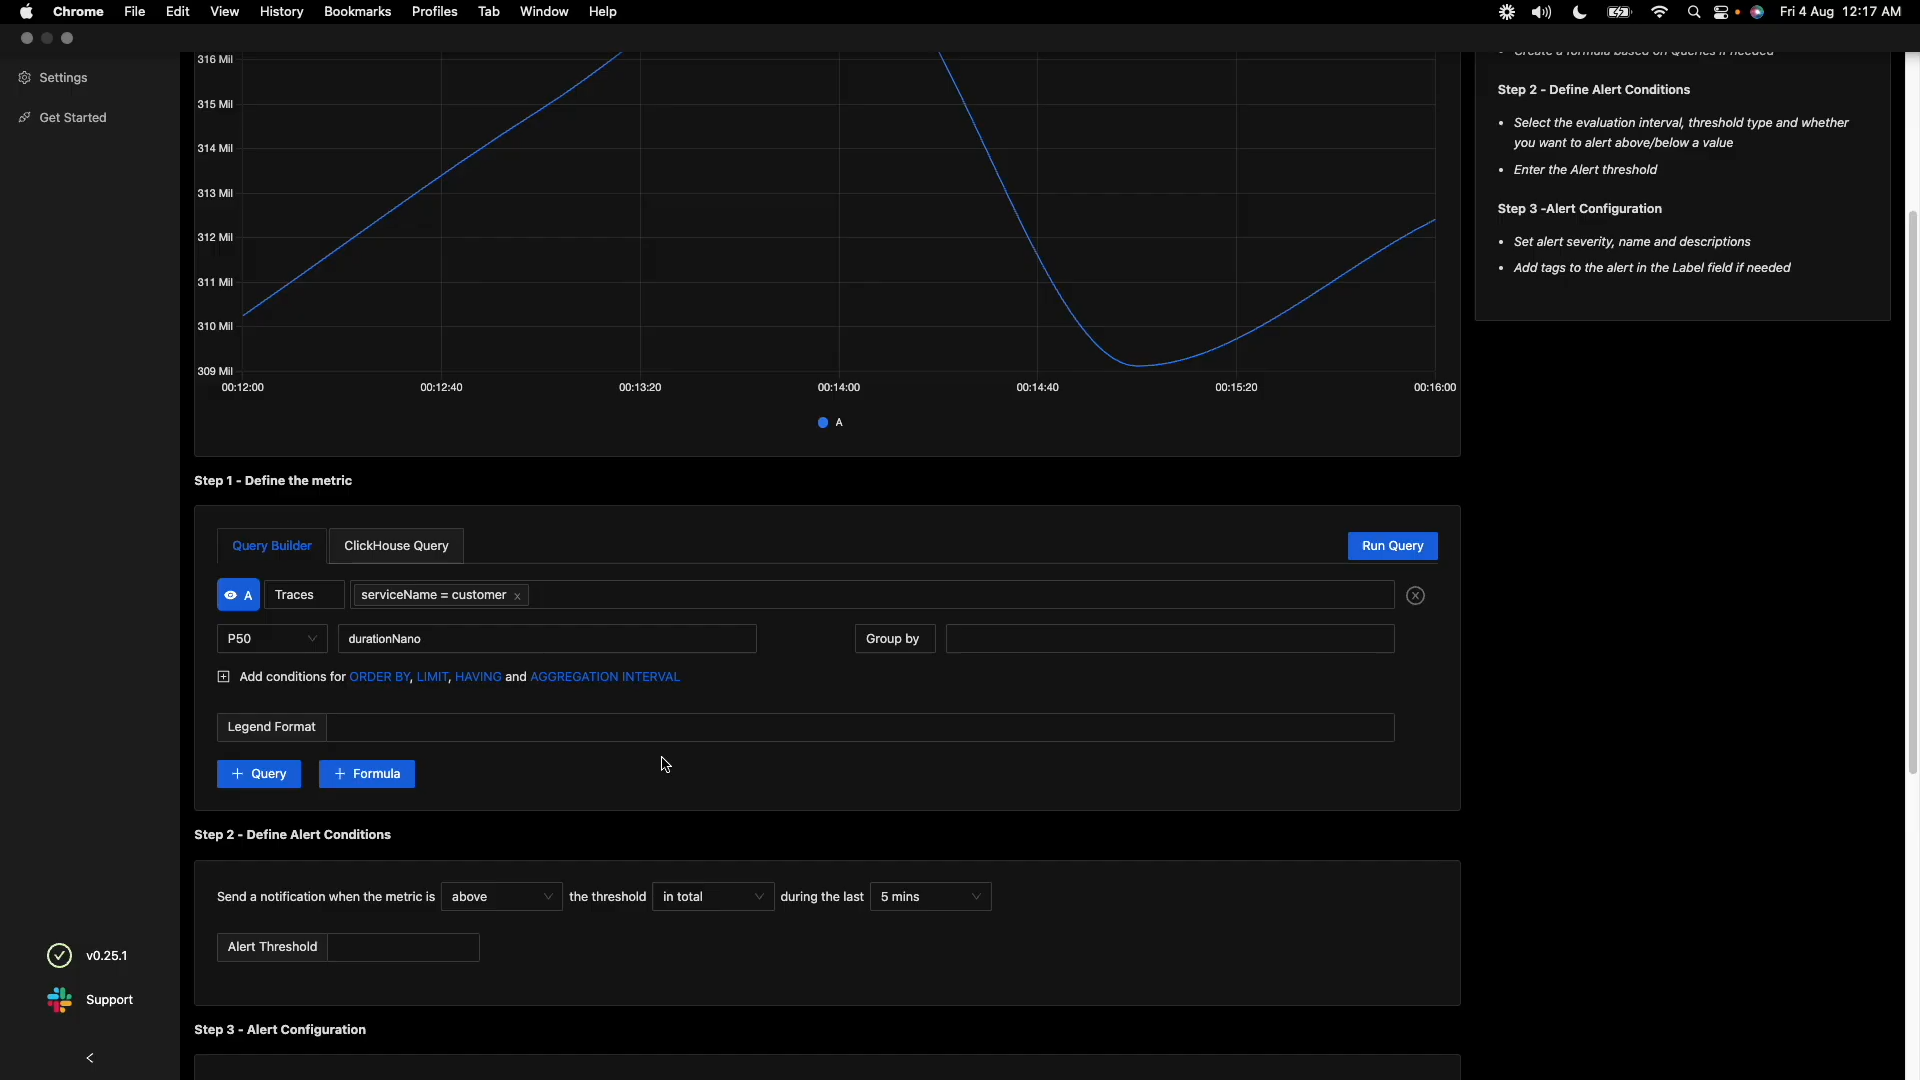 Chrome File Edit View History Bookmarks Profiles Tab Window Help Fri 4 Aug 12:17 AM
Settings
Get Started
v0.25.1
Support
316 Mil
315 Mil
314 Mil
313 Mil
312 Mil
311 Mil
310 Mil
309 Mil
00:12:00 00:12:40 00:13:20 00:14:00 00:14:40 00:15:20 00:16:00
A
Step 1 - Define the metric
Query Builder ClickHouse Query Run Query
A Traces serviceName = customer x
P50 durationNano Group by
Add conditions for ORDER BY, LIMIT, HAVING and AGGREGATION INTERVAL
Legend Format
+ Query + Formula
Step 2 - Define Alert Conditions
Send a notification when the metric is above the threshold in total during the last 5 mins
Alert Threshold
Step 3 - Alert Configuration
Create a formula based on Queries if needed
Step 2 - Define Alert Conditions
• Select the evaluation interval, threshold type and whether
you want to alert above/below a value
• Enter the Alert threshold
Step 3 -Alert Configuration
• Set alert severity, name and descriptions
• Add tags to the alert in the Label field if needed